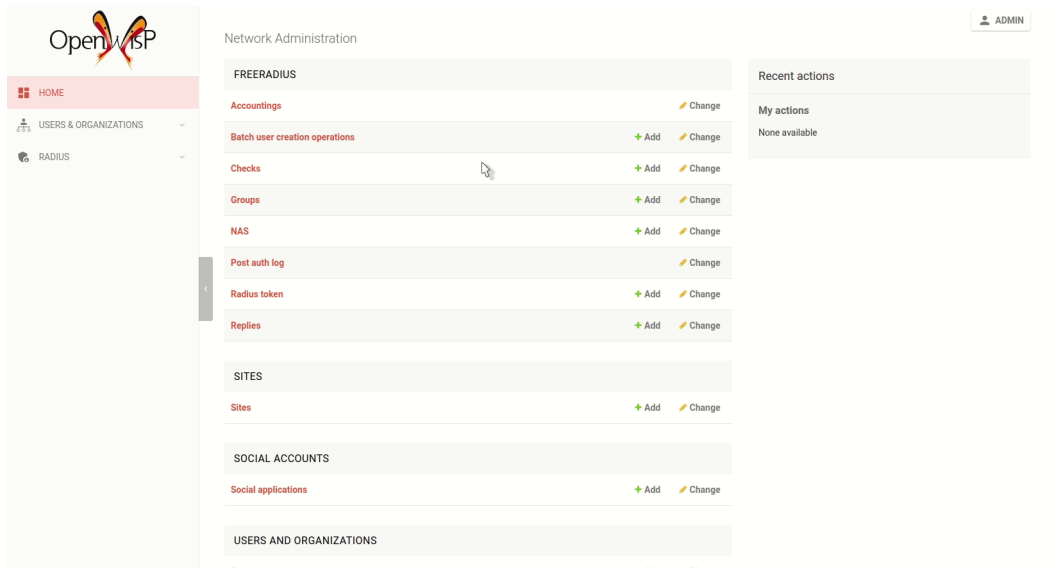 OpenWISP
ADMIN
Network Administration
HOME
USERS & ORGANIZATIONS
RADIUS
FREERADIUS
Accountings Change
Batch user creation operations Add Change
Checks Add Change
Groups Add Change
NAS Add Change
Post auth log Change
Radius token Add Change
Replies Add Change
SITES
Sites Add Change
SOCIAL ACCOUNTS
Social applications Add Change
USERS AND ORGANIZATIONS
Recent actions
My actions
None available